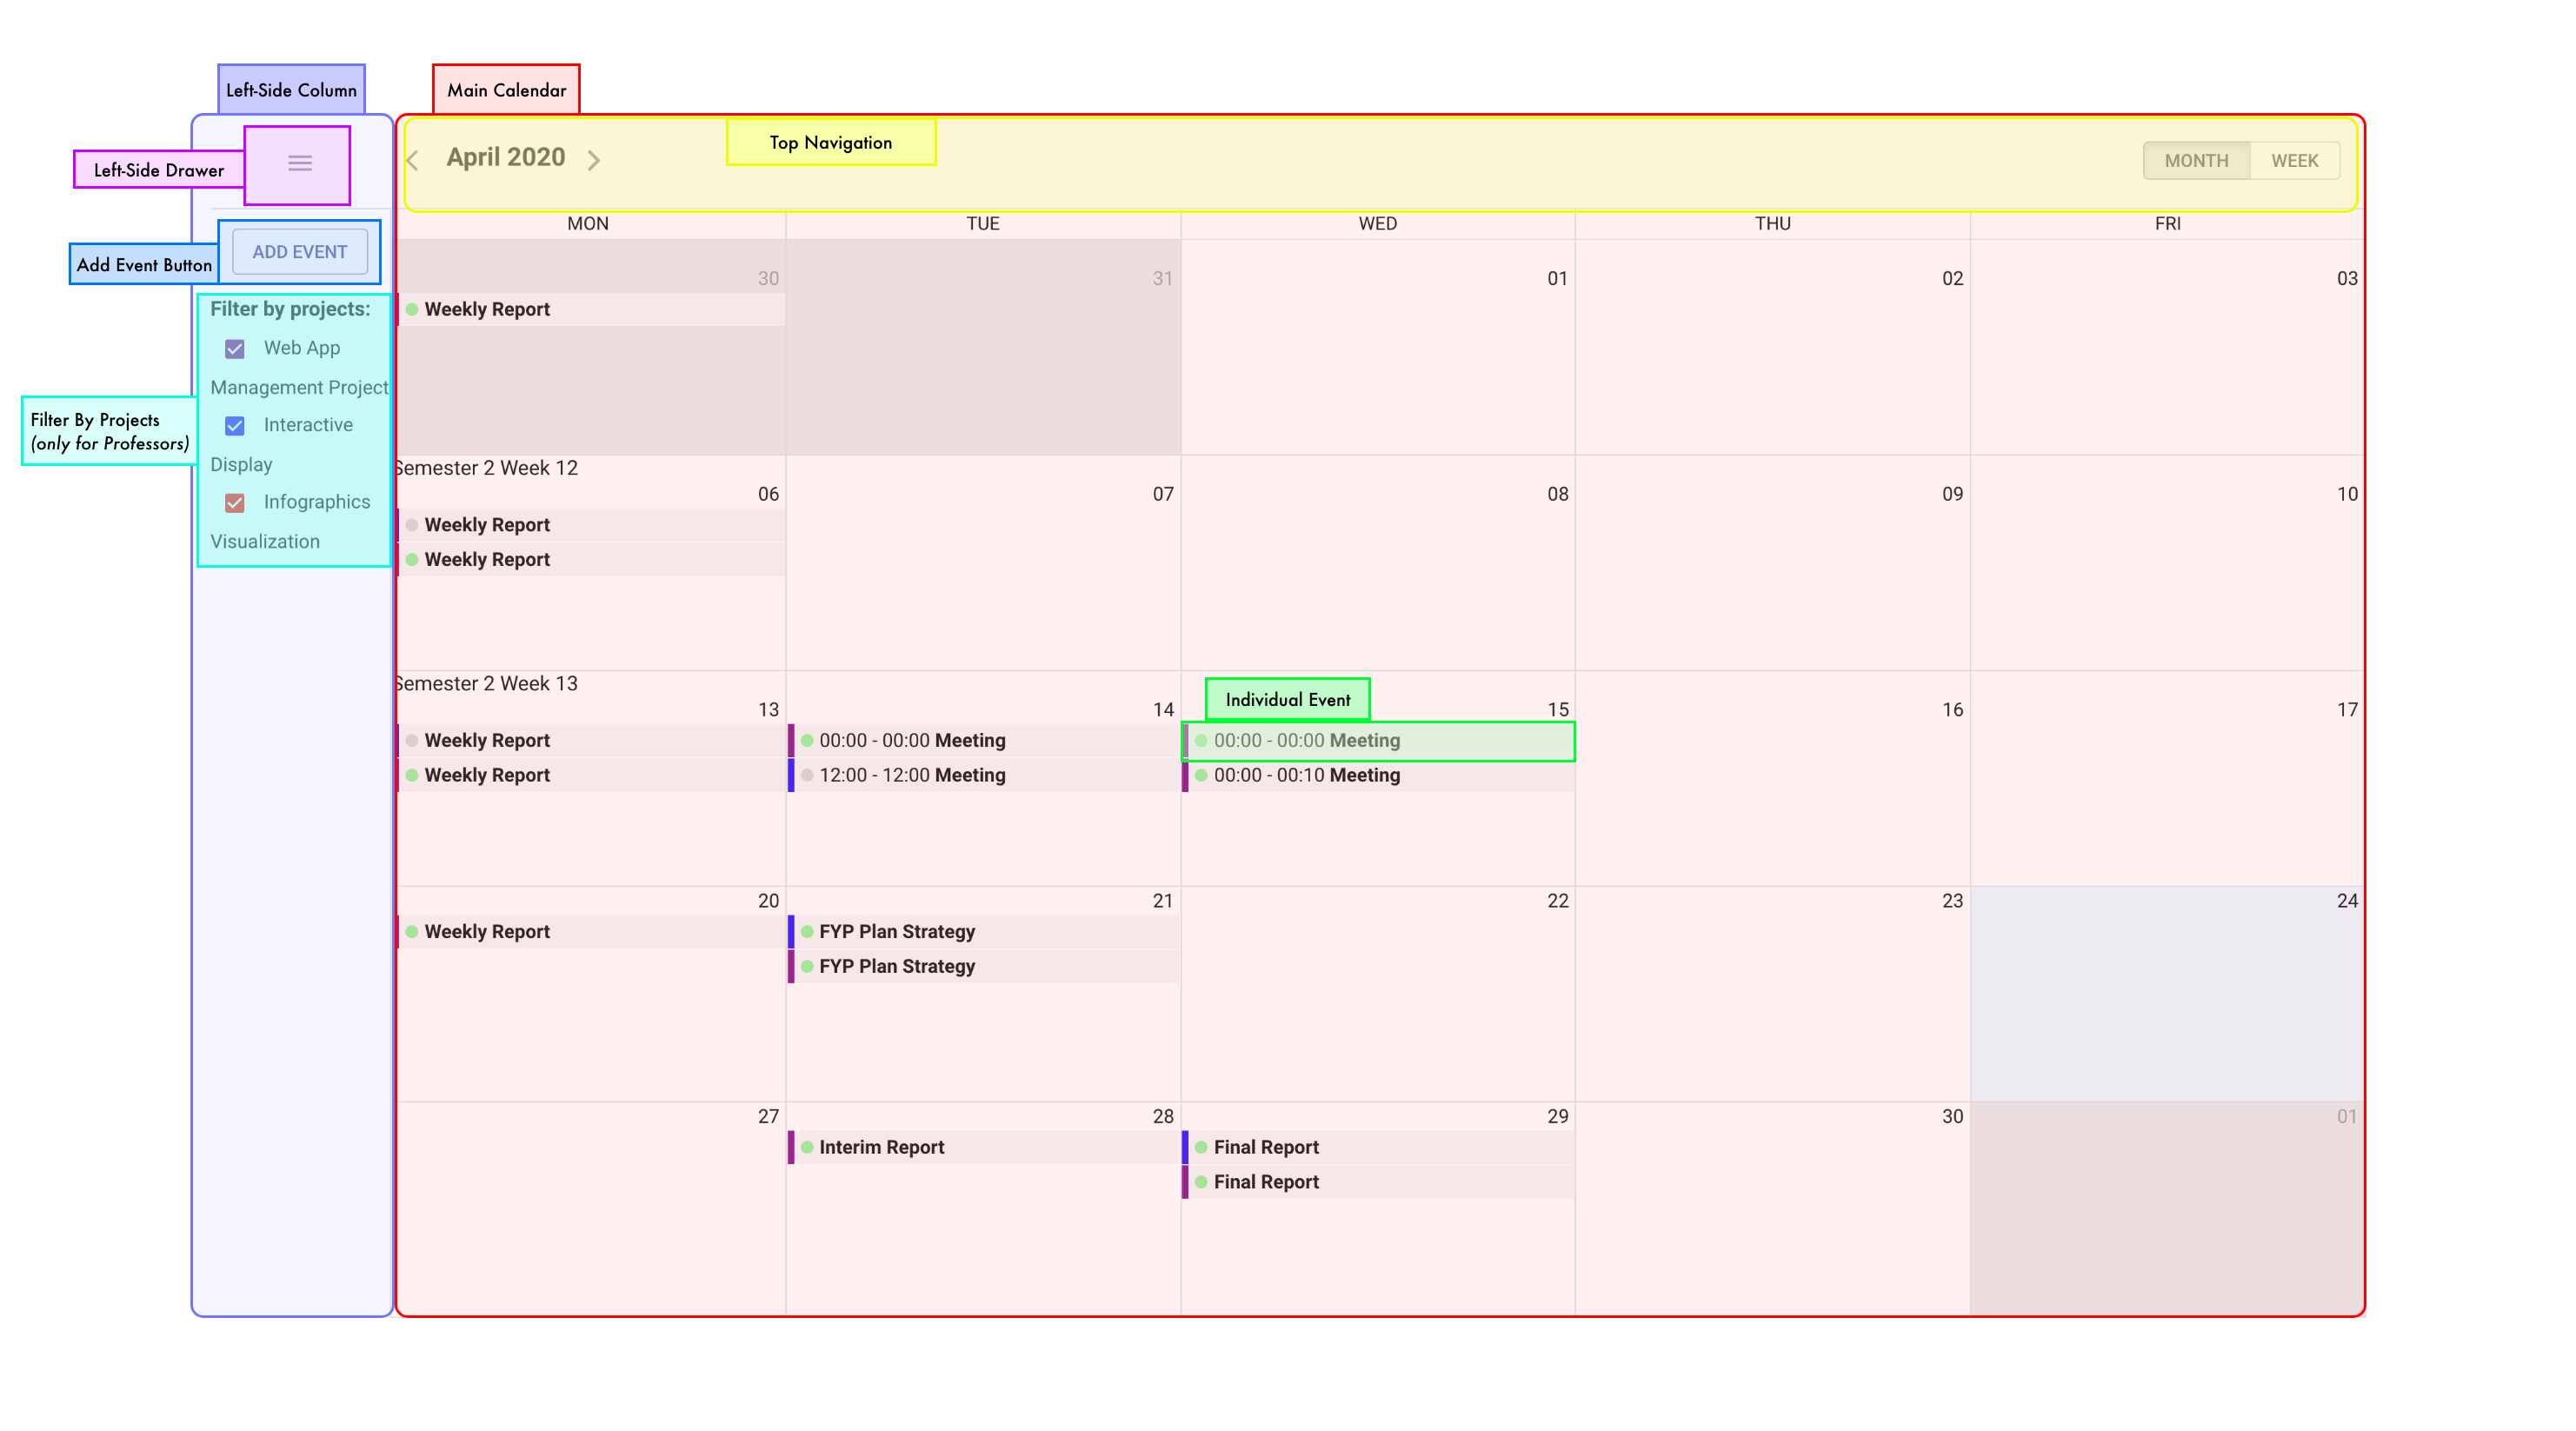 Left-Side Column
Main Calendar
Left-Side Drawer
April 2020
Top Navigation
MONTH
WEEK
Add Event Button
ADD EVENT
Filter By Projects
(only for Professors)
Filter by projects:
Web App
Management Project
Interactive
Display
Infographics
Visualization
MON
TUE
WED
THU
FRI
30
31
01
02
03
Weekly Report
Semester 2 Week 12
06
07
08
09
10
Weekly Report
Weekly Report
Semester 2 Week 13
Individual Event
13
14
15
16
17
Weekly Report
00:00 - 00:00 Meeting
00:00 - 00:00 Meeting
Weekly Report
12:00 - 12:00 Meeting
00:00 - 00:10 Meeting
20
21
22
23
24
Weekly Report
FYP Plan Strategy
FYP Plan Strategy
27
28
29
30
01
Interim Report
Final Report
Final Report